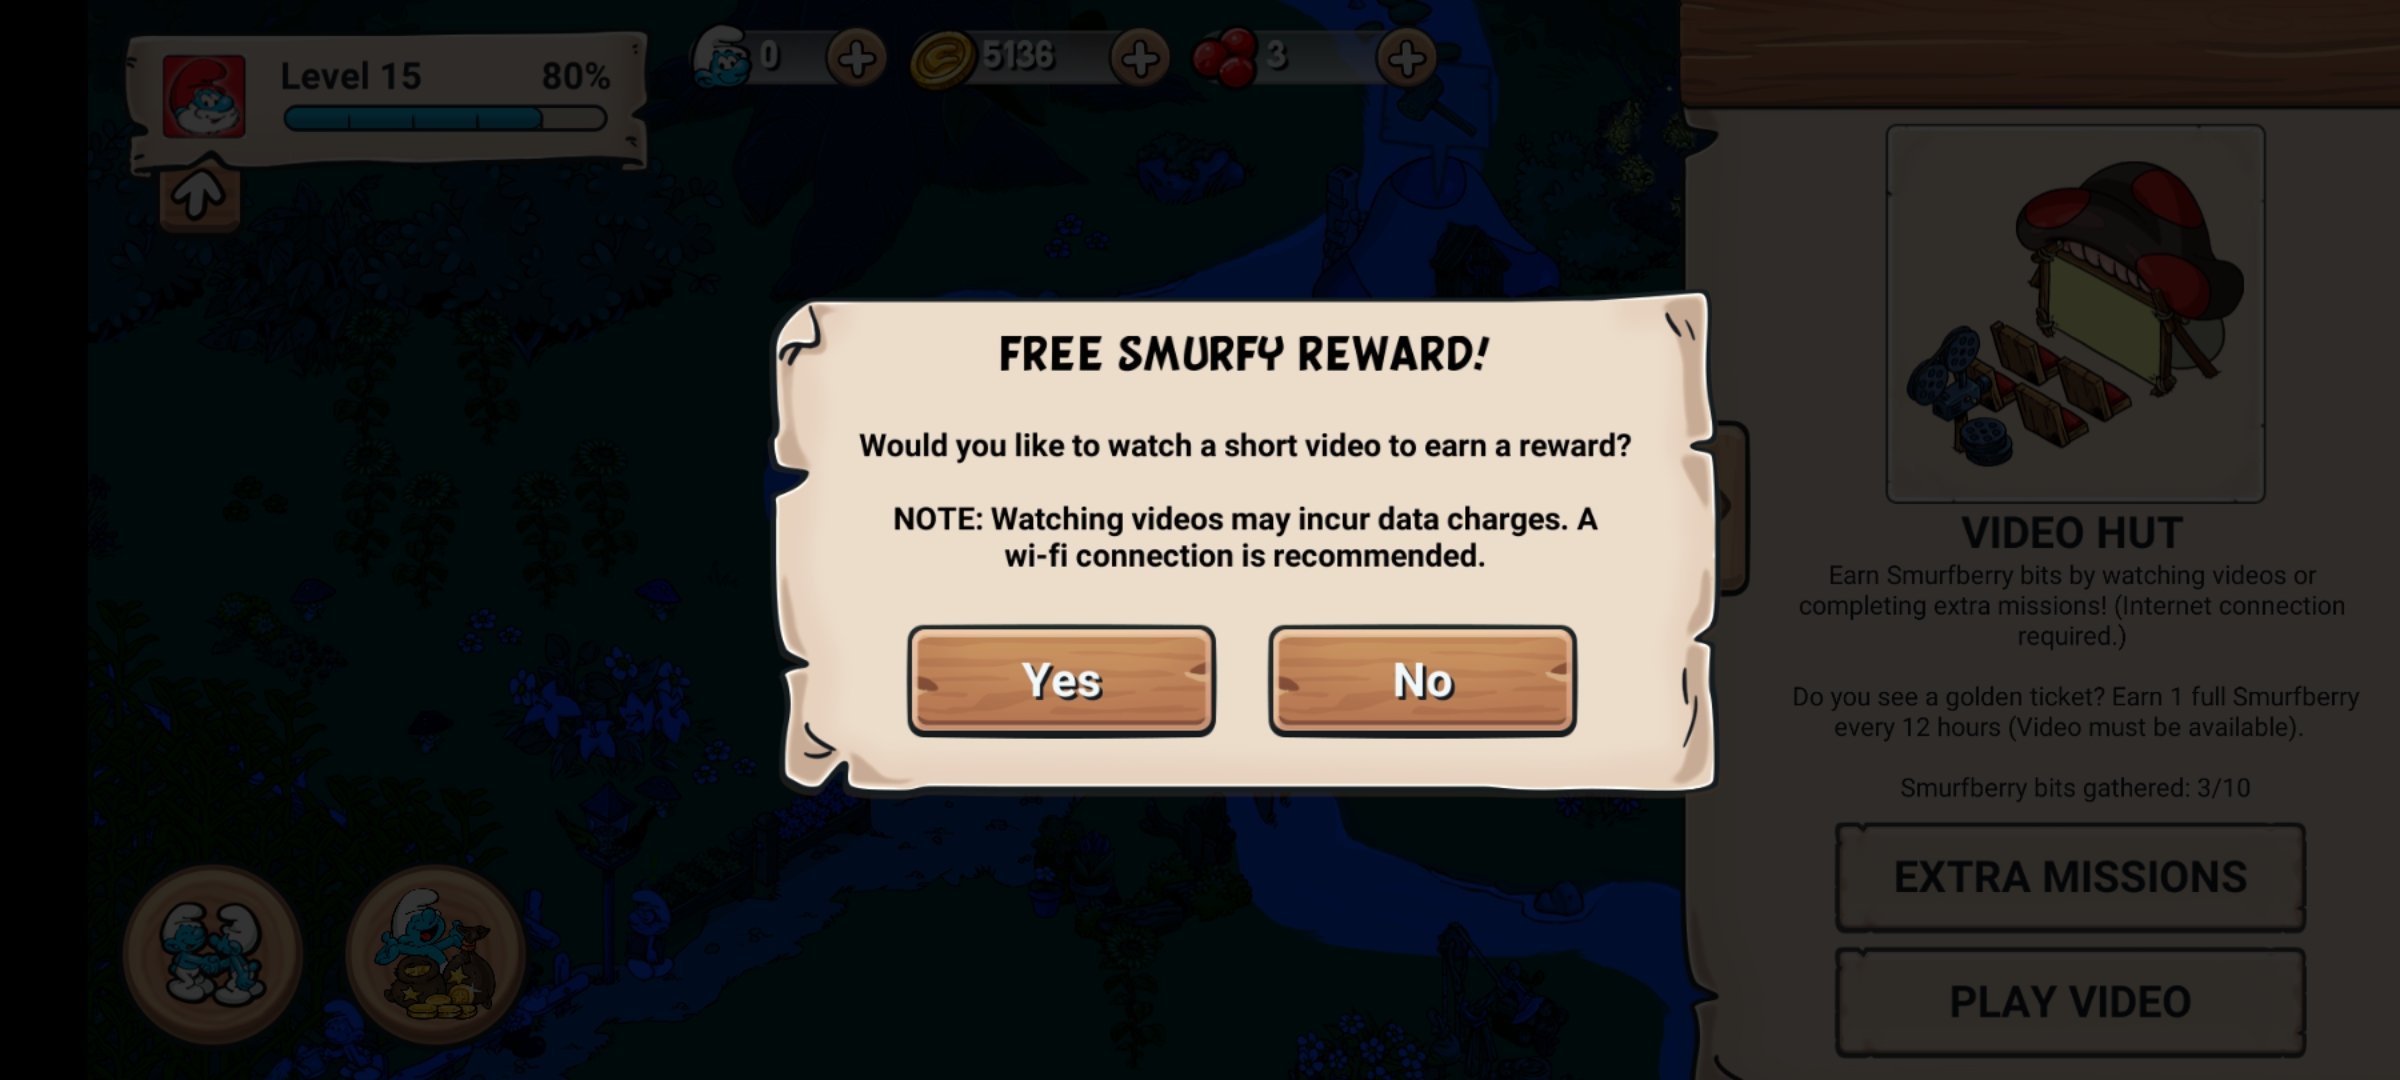 Level 15 80%
0
5136
3
FREE SMURFY REWARD!
Would you like to watch a short video to earn a reward?
NOTE: Watching videos may incur data charges. A
wi-fi connection is recommended.
Yes
No
VIDEO HUT
Earn Smurfberry bits by watching videos or
completing extra missions! (Internet connection
required.)
Do you see a golden ticket? Earn 1 full Smurfberry
every 12 hours (Video must be available).
Smurfberry bits gathered: 3/10
EXTRA MISSIONS
PLAY VIDEO